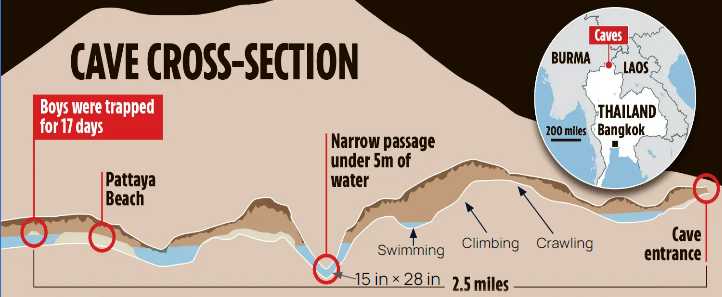 CAVE CROSS-SECTION
Boys were trapped
for 17 days
Pattaya
Beach
Narrow passage
under 5m of
water
Swimming
Climbing
Crawling
15 in × 28 in
2.5 miles
Cave
entrance
Caves
BURMA
LAOS
THAILAND
Bangkok
200 miles